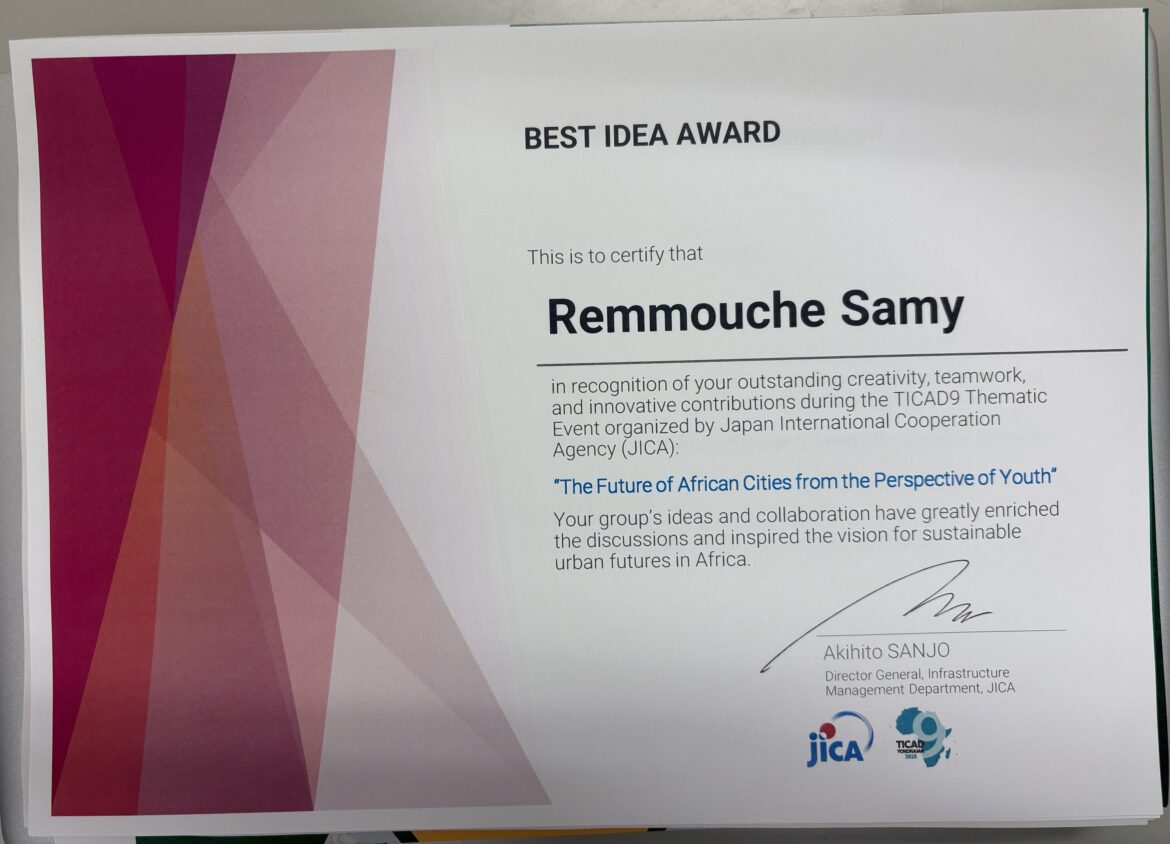 BEST IDEA AWARD
This is to certify that
Remmouche Samy
in recognition of your outstanding creativity, teamwork,
and innovative contributions during the TICAD9 Thematic
Event organized by Japan International Cooperation
Agency (JICA):
“The Future of African Cities from the Perspective of Youth”
Your group’s ideas and collaboration have greatly enriched
the discussions and inspired the vision for sustainable
urban futures in Africa.
Akihito SANJO
Director General, Infrastructure
Management Department, JICA
jICA
TICAD 9
YOKOHAMA
2025